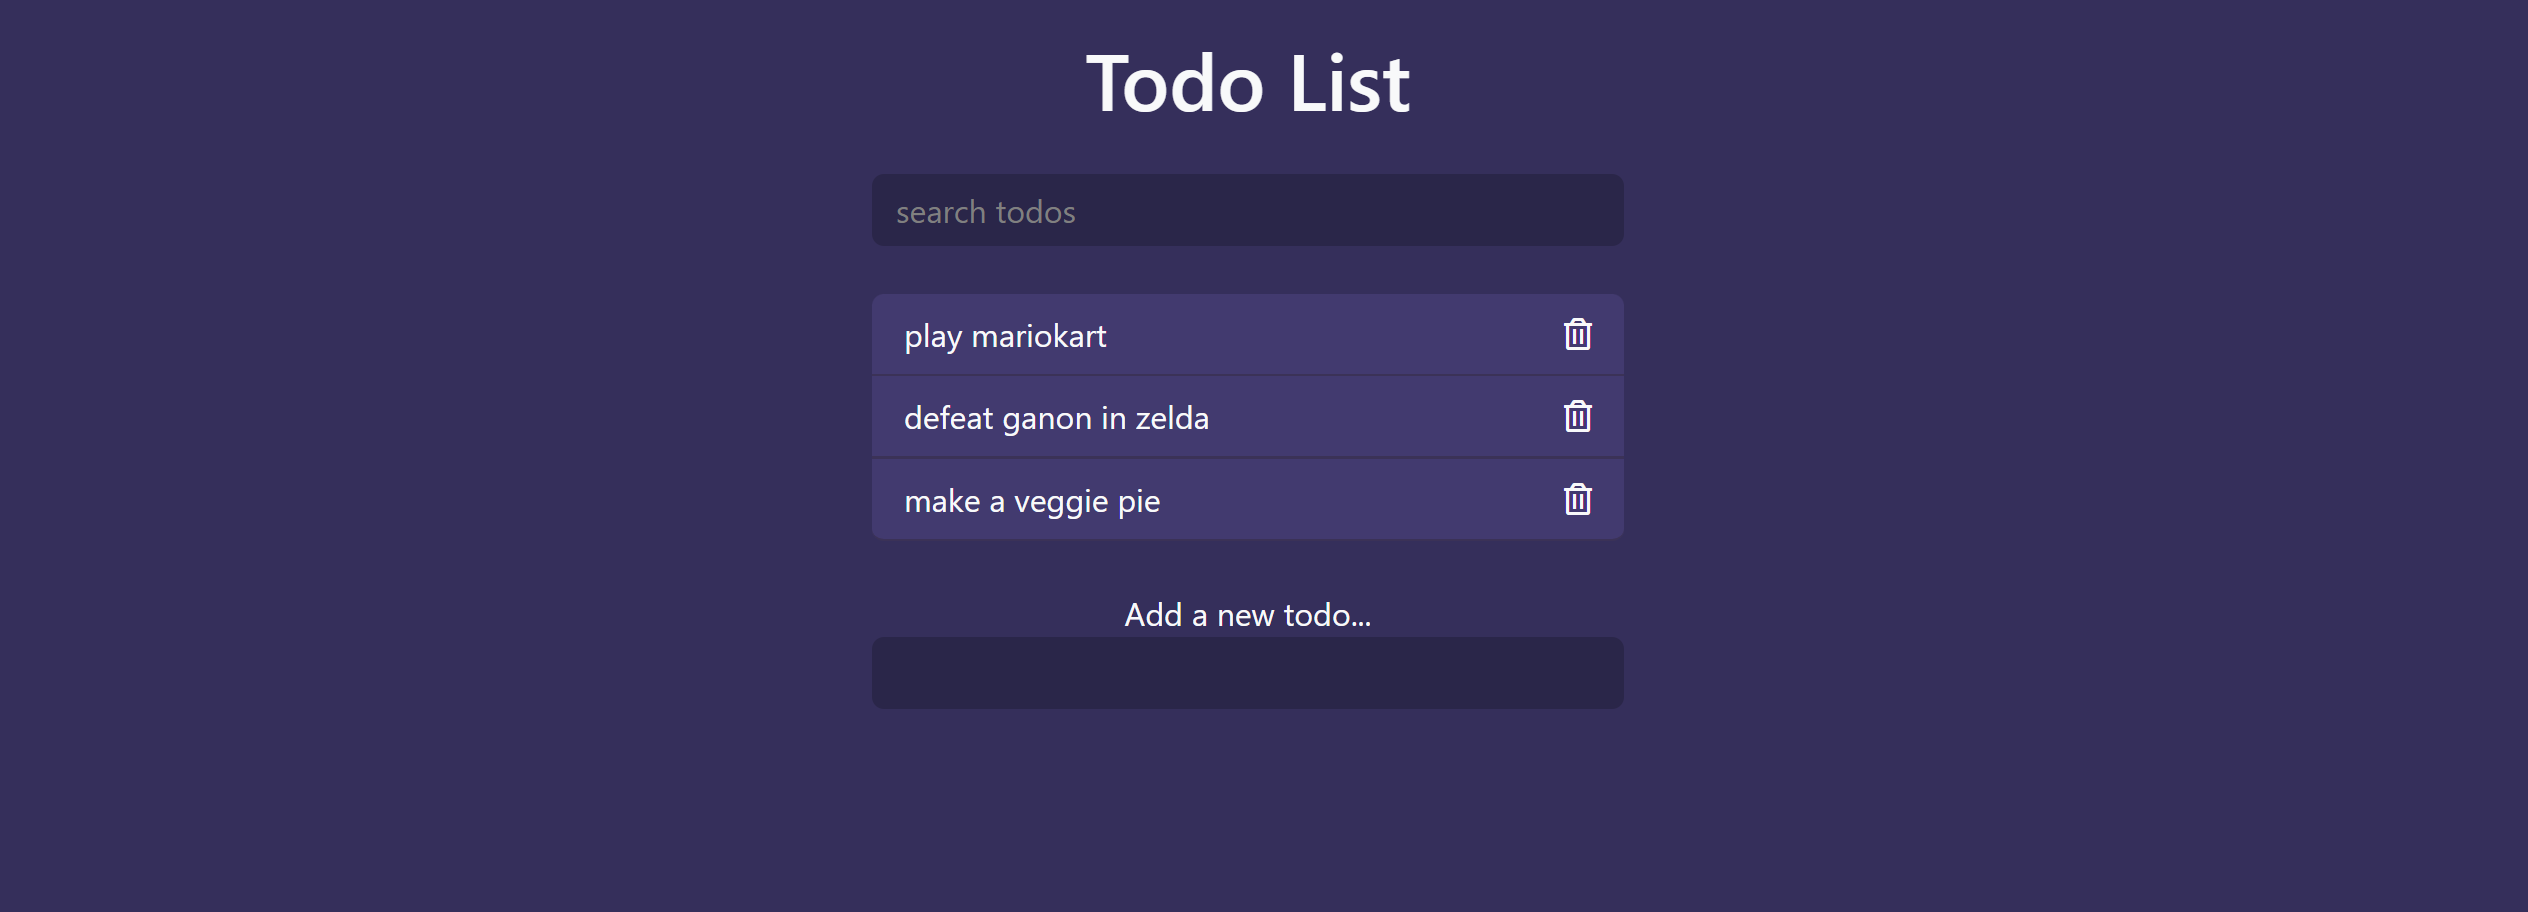 Todo List
search todos
play mariokart
defeat ganon in zelda
make a veggie pie
Add a new todo...